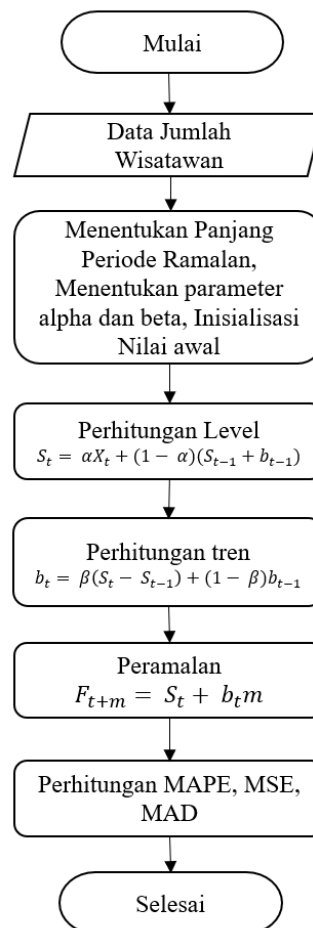 Mulai
Data Jumlah
Wisatawan
Menentukan Panjang
Periode Ramalan,
Menentukan parameter
alpha dan beta, Inisialisasi
Nilai awal
Perhitungan Level
S_t = αX_t + (1 − α)(S_{t−1} + b_{t−1})
Perhitungan tren
b_t = β(S_t − S_{t−1}) + (1 − β)b_{t−1}
Peramalan
F_{t+m} = S_t + b_t m
Perhitungan MAPE, MSE,
MAD
Selesai